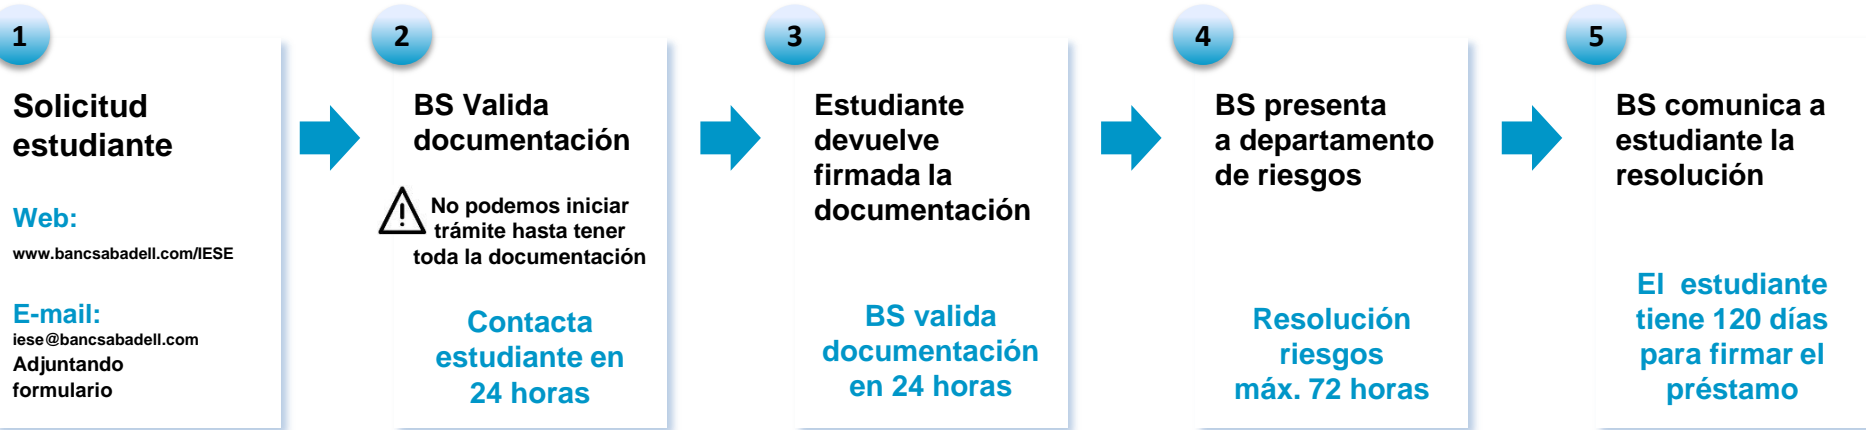 1
Solicitud
estudiante
Web:
www.bancsabadell.com/IESE
E-mail:
iese@bancsabadell.com
Adjuntando
formulario
2
BS Valida
documentación
No podemos iniciar
trámite hasta tener
toda la documentación
Contacta
estudiante en
24 horas
3
Estudiante
devuelve
firmada la
documentación
BS valida
documentación
en 24 horas
4
BS presenta
a departamento
de riesgos
Resolución
riesgos
máx. 72 horas
5
BS comunica a
estudiante la
resolución
El estudiante
tiene 120 días
para firmar el
préstamo